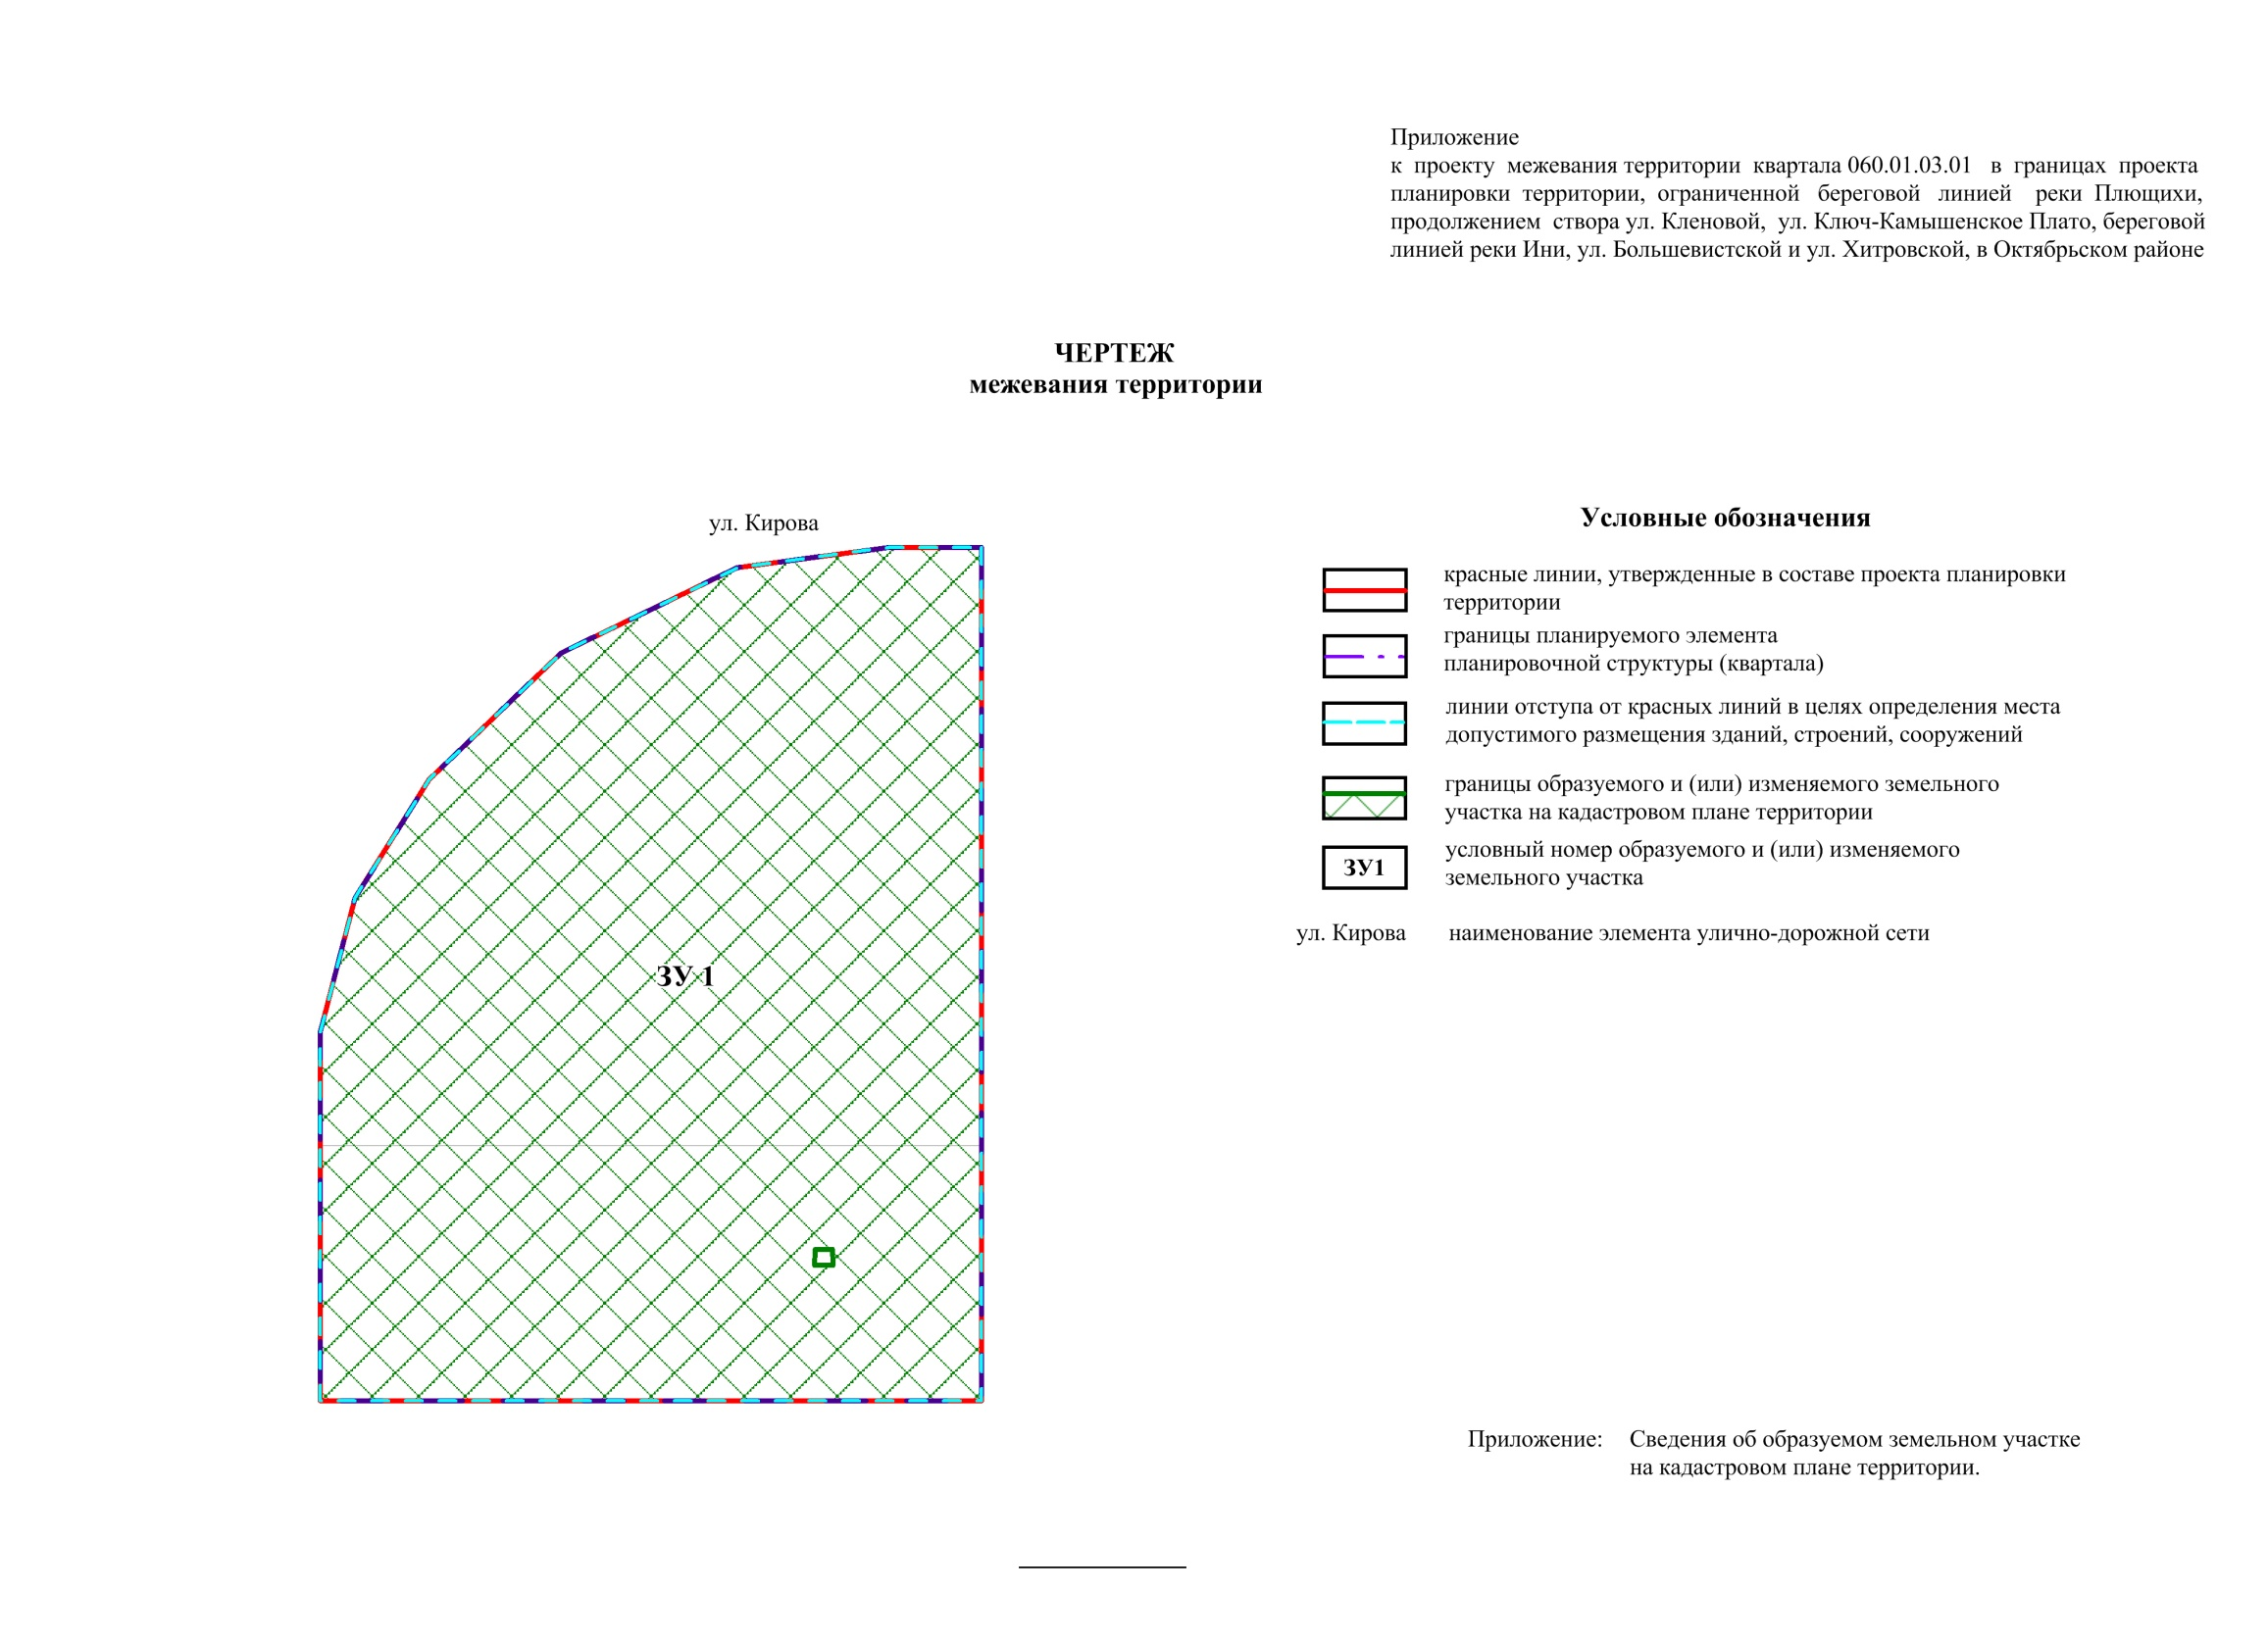 Приложение
к проекту межевания территории квартала 060.01.03.01 в границах проекта
планировки территории, ограниченной береговой линией реки Плющихи,
продолжением створа ул. Кленовой, ул. Ключ-Камышенское Плато, береговой
линией реки Ини, ул. Большевистской и ул. Хитровской, в Октябрьском районе
ЧЕРТЕЖ
межевания территории
ул. Кирова
ЗУ 1
Условные обозначения
красные линии, утвержденные в составе проекта планировки
территории
границы планируемого элемента
планировочной структуры (квартала)
линии отступа от красных линий в целях определения места
допустимого размещения зданий, строений, сооружений
границы образуемого и (или) изменяемого земельного
участка на кадастровом плане территории
ЗУ1
условный номер образуемого и (или) изменяемого
земельного участка
ул. Кирова наименование элемента улично-дорожной сети
Приложение: Сведения об образуемом земельном участке
на кадастровом плане территории.